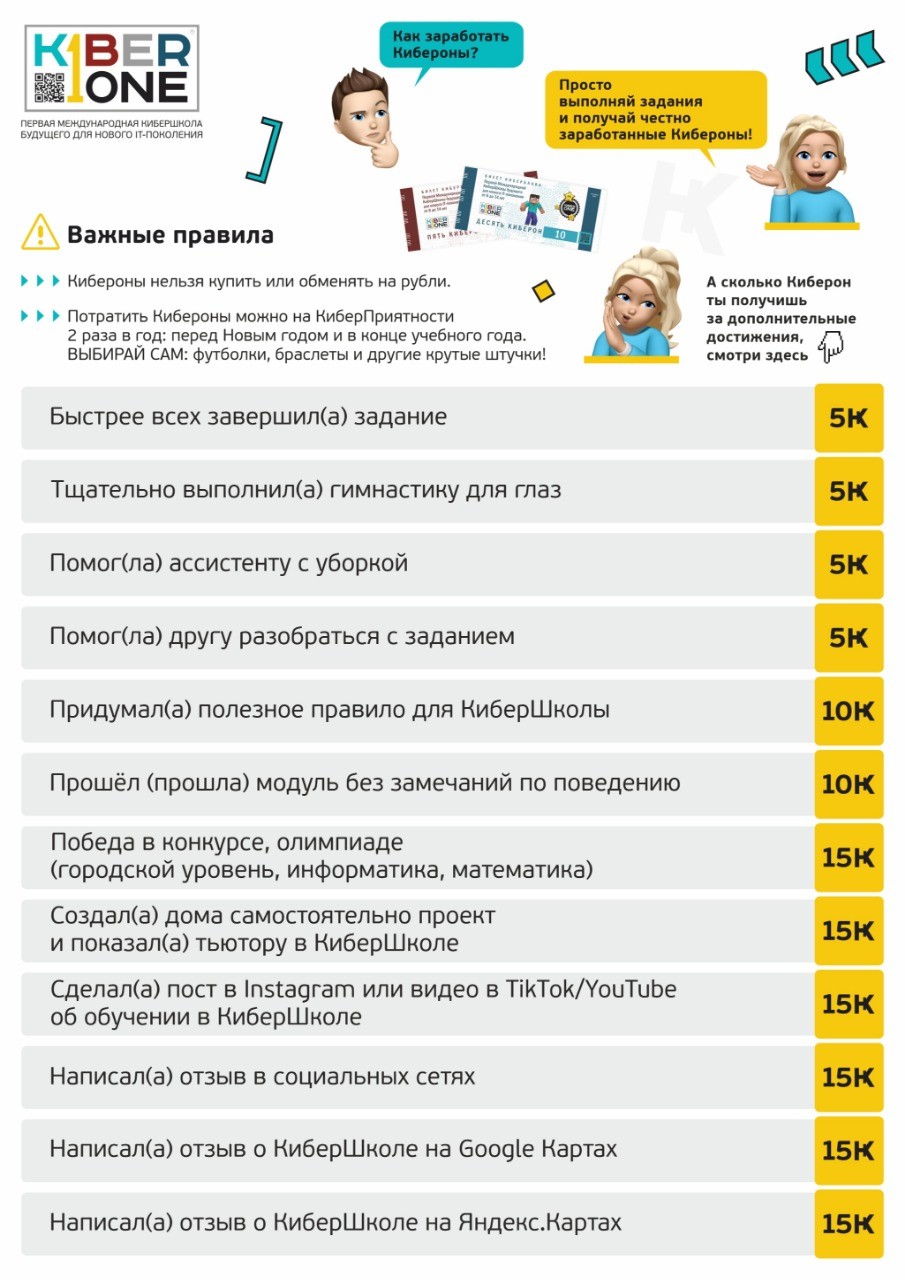 KIBER
ONE
ПЕРВАЯ МЕЖДУНАРОДНАЯ КИБЕРШКОЛА
БУДУЩЕГО ДЛЯ НОВОГО IT-ПОКОЛЕНИЯ
Как заработать
Кибероны?
Просто
выполняй задания
и получай честно
заработанные Кибероны!
ДЕСЯТЬ КИБЕРОН
10
Важные правила
Кибероны нельзя купить или обменять на рубли.
Потратить Кибероны можно на КиберПриятности
2 раза в год: перед Новым годом и в конце учебного года.
ВЫБИРАЙ САМ: футболки, браслеты и другие крутые штучки!
А сколько Киберон
ты получишь
за дополнительные
достижения,
смотри здесь
Быстрее всех завершил(а) задание 5К
Тщательно выполнил(а) гимнастику для глаз 5К
Помог(ла) ассистенту с уборкой 5К
Помог(ла) другу разобраться с заданием 5К
Придумал(а) полезное правило для КиберШколы 10К
Прошёл (прошла) модуль без замечаний по поведению 10К
Победа в конкурсе, олимпиаде
(городской уровень, информатика, математика) 15К
Создал(а) дома самостоятельно проект
и показал(а) тьютору в КиберШколе 15К
Сделал(а) пост в Instagram или видео в TikTok/YouTube
об обучении в КиберШколе 15К
Написал(а) отзыв в социальных сетях 15К
Написал(а) отзыв о КиберШколе на Google Картах 15К
Написал(а) отзыв о КиберШколе на Яндекс.Картах 15К